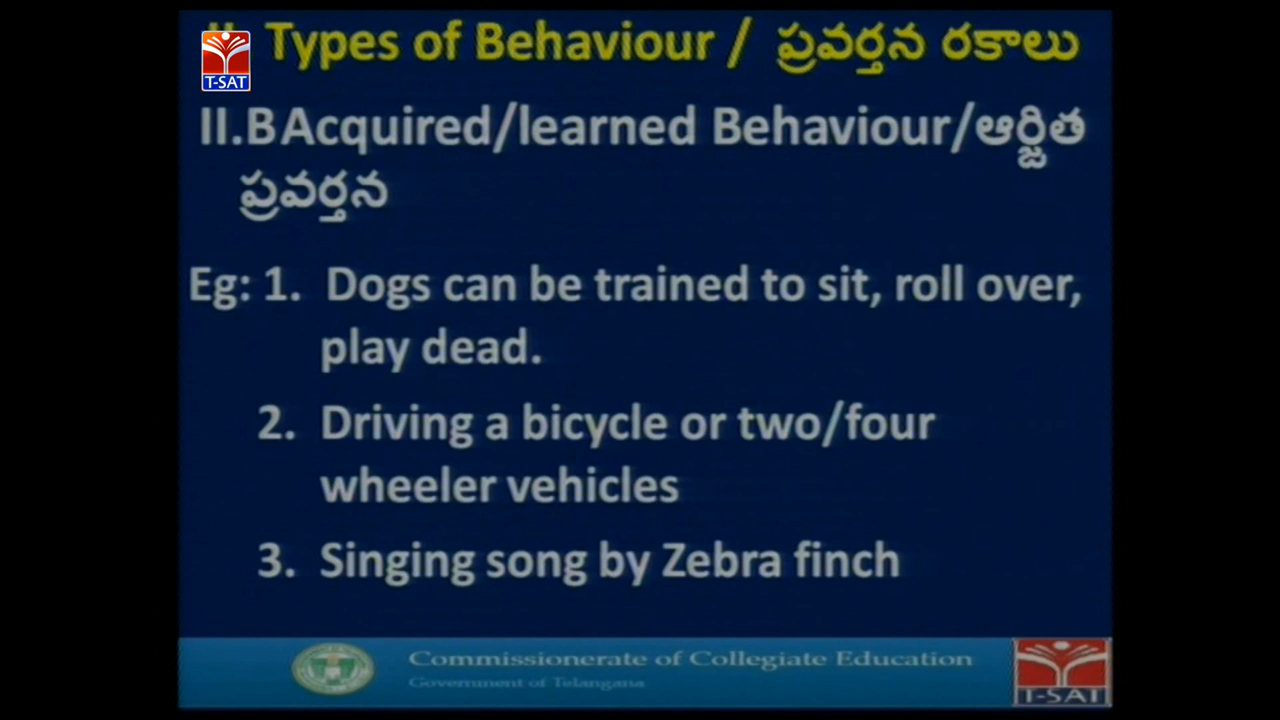 Types of Behaviour / ప్రవర్తన రకాలు
T-SAT
II.B Acquired/learned Behaviour/ఆర్జిత
ప్రవర్తన
Eg: 1. Dogs can be trained to sit, roll over,
play dead.
2. Driving a bicycle or two/four
wheeler vehicles
3. Singing song by Zebra finch
Commissionerate of Collegiate Education
Government of Telangana
T-SAT